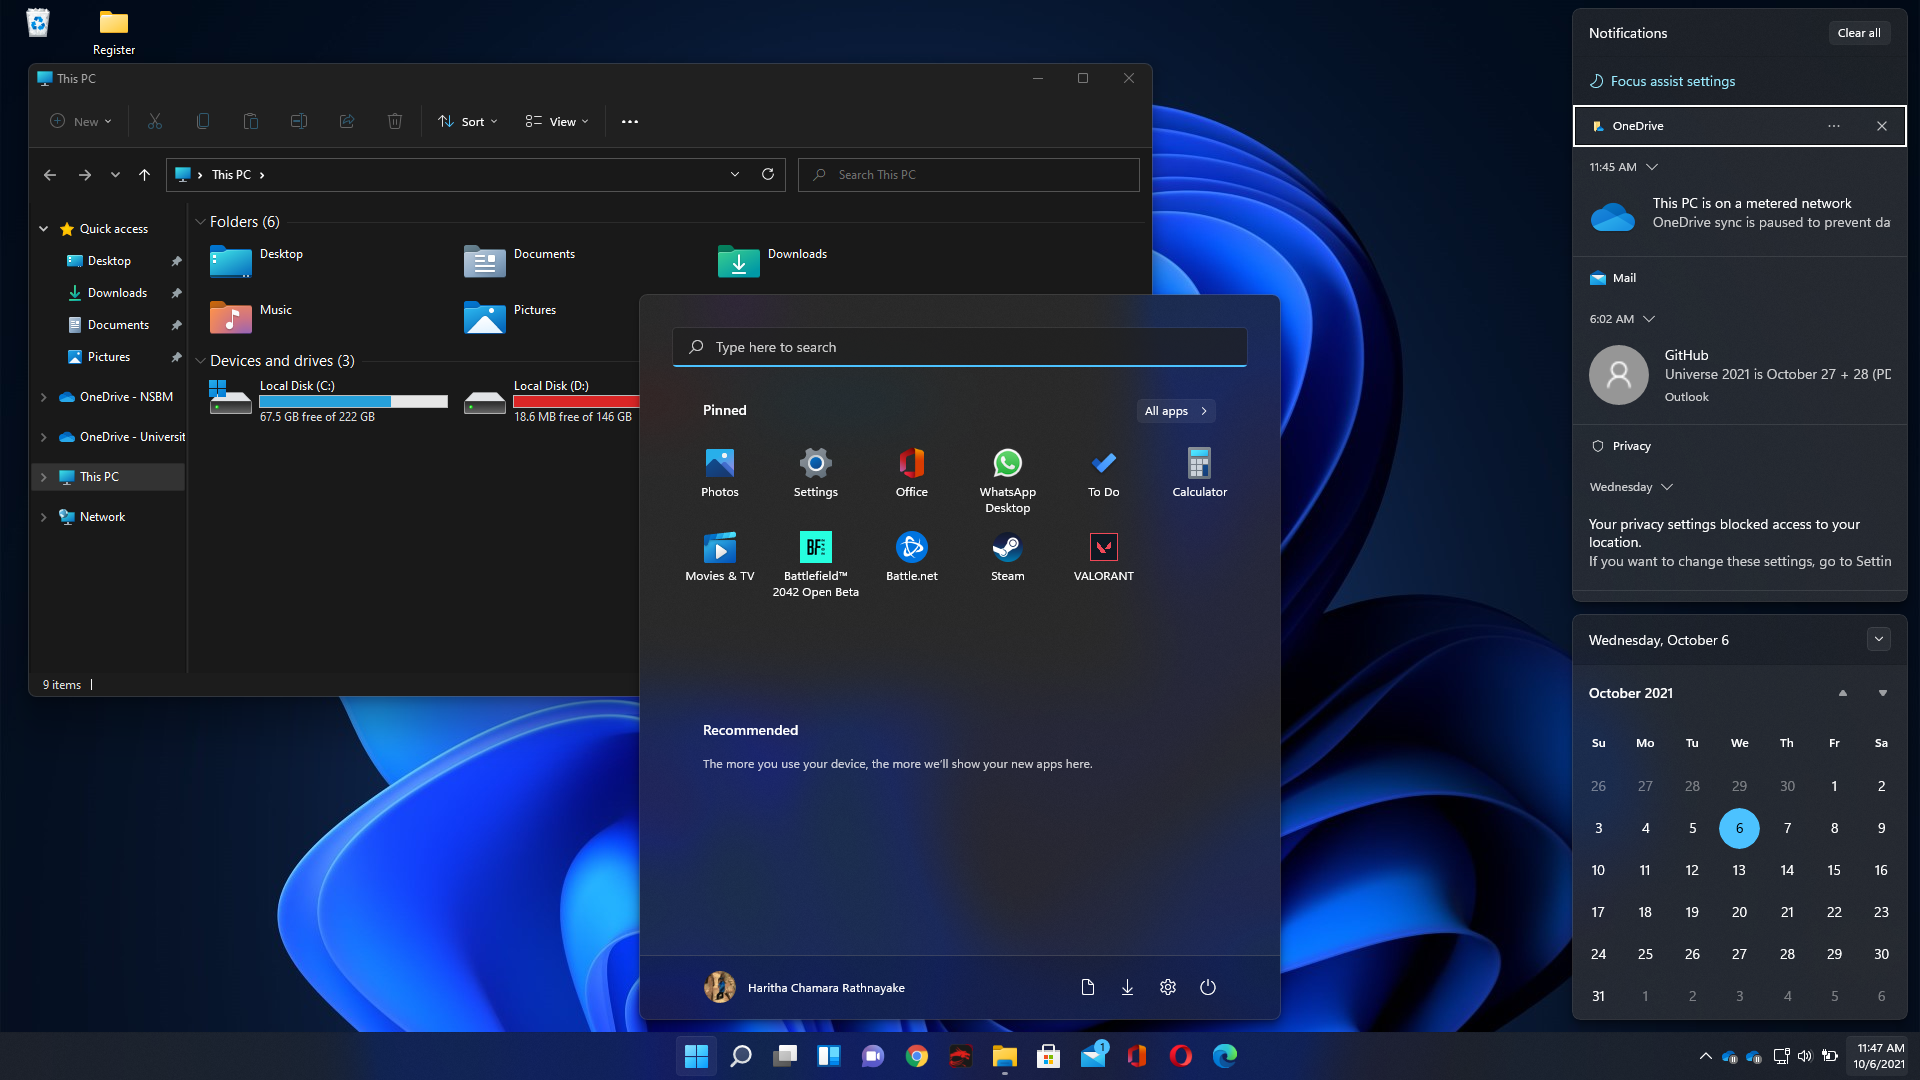 Register
This PC
New
Sort
View
This PC
Search This PC
Quick access
Desktop
Downloads
Documents
Pictures
OneDrive - NSBM
OneDrive - Universit
This PC
Network
Folders (6)
Desktop
Documents
Downloads
Music
Pictures
Devices and drives (3)
Local Disk (C:)
67.5 GB free of 222 GB
Local Disk (D:)
18.6 MB free of 146 GB
9 items
Type here to search
Pinned
All apps
Photos
Settings
Office
WhatsApp
Desktop
To Do
Calculator
Movies & TV
BF
Battlefield™
2042 Open Beta
Battle.net
Steam
VALORANT
Recommended
The more you use your device, the more we'll show your new apps here.
Haritha Chamara Rathnayake
Notifications
Clear all
Focus assist settings
OneDrive
11:45 AM
This PC is on a metered network
OneDrive sync is paused to prevent da
Mail
6:02 AM
GitHub
Universe 2021 is October 27 + 28 (PD
Outlook
Privacy
Wednesday
Your privacy settings blocked access to your
location.
If you want to change these settings, go to Settin
Wednesday, October 6
October 2021
Su Mo Tu We Th Fr Sa
26 27 28 29 30 1 2
3 4 5 6 7 8 9
10 11 12 13 14 15 16
17 18 19 20 21 22 23
24 25 26 27 28 29 30
31 1 2 3 4 5 6
1
11:47 AM
10/6/2021